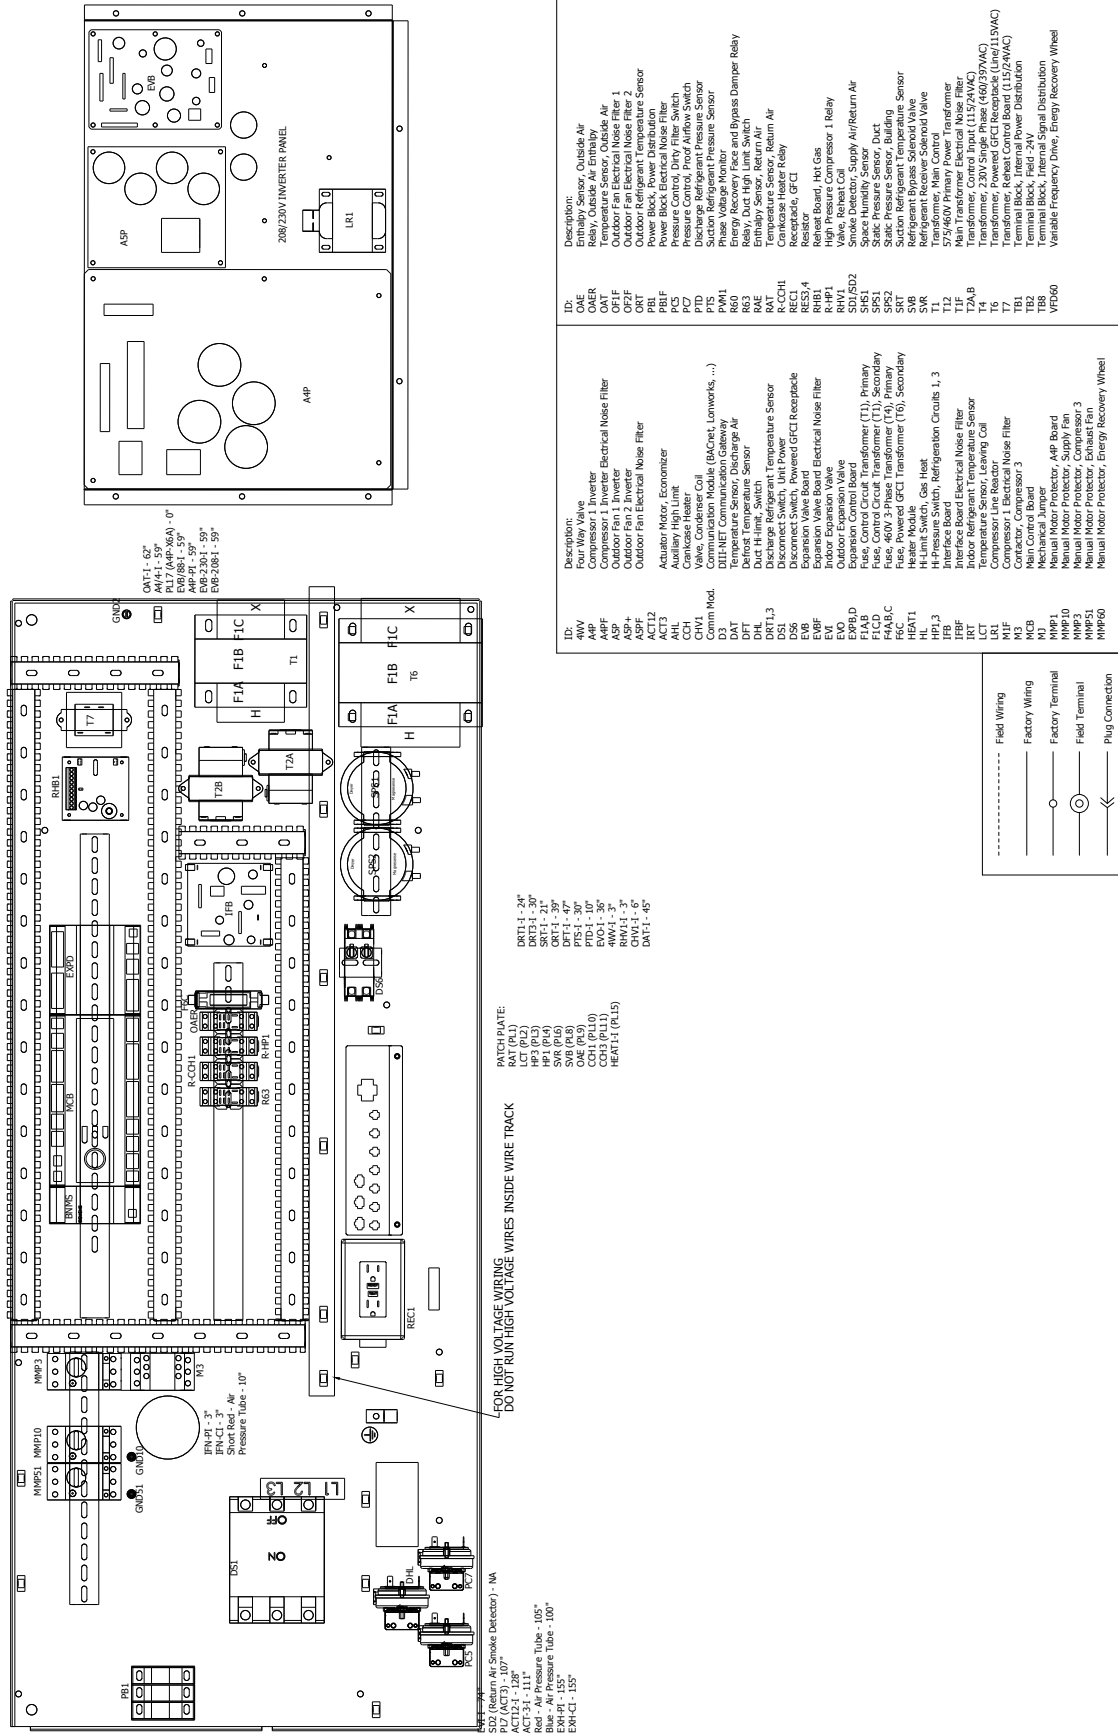 EVB
A5P
208/230V INVERTER PANEL
LR1
A4P
OAT-I - 62"
A4/4-I - 59"
PL17 (A4P-X6A) - 0"
EVB/88-I - 59"
A4P-PI - 59"
EVB-230-I - 59"
EVB-208-I - 59"
GND2
X
F1A F1B F1C
T1
H
X
F1A F1B F1C
T6
H
T7
RHB1
T2B
T2A
SPS1
SPS2
IFB
DS6
EXPD
MCB
BNMS
F6C
OAER
R-HP1
R-CCH1
R63
REC1
MMP3
M3
MMP10
MMP51
GND10
GND51
IFN-PI - 3"
IFN-CI - 3"
Short Red - Air
Pressure Tube - 10"
L1 L2 L3
DS1
ON
OFF
DHL
PC7
PC5
PB1
FOR HIGH VOLTAGE WIRING
DO NOT RUN HIGH VOLTAGE WIRES INSIDE WIRE TRACK
PATCH PLATE:
RAT (PL1)
LCT (PL2)
HP3 (PL3)
HP1 (PL4)
SVR (PL6)
SVB (PL8)
OAE (PL9)
CCH1 (PL10)
CCH3 (PL11)
HEAT1-I (PL15)
DRT1-I - 24"
DRT3-I - 30"
SRT-I - 21"
ORT-I - 39"
DFT-I - 47"
PTS-I - 30"
PTD-I - 10"
EVO-I - 36"
4WV-I - 3"
RHV1-I - 3"
CHV1-I - 6"
DAT-I - 45"
SD2 (Return Air Smoke Detector) - NA
PL7 (ACT3) - 107"
ACT12-I - 128"
ACT-3-I - 111"
Red - Air Pressure Tube - 105"
Blue - Air Pressure Tube - 100"
EXH-PI - 155"
EXH-CI - 155"
ID: Description:
4WV Four Way Valve
A4P Compressor 1 Inverter
A4PF Compressor 1 Inverter Electrical Noise Filter
A5P Outdoor Fan 1 Inverter
A5P+ Outdoor Fan 2 Inverter
A5PF Outdoor Fan Electrical Noise Filter
ACT12
ACT3 Actuator Motor, Economizer
AHL Auxiliary High Limit
CCH Crankcase Heater
CHV1 Valve, Condenser Coil
Comm Mod. Communication Module (BACnet, Lonworks, ...)
D3 DIII-NET Communication Gateway
DAT Temperature Sensor, Discharge Air
DFT Defrost Temperature Sensor
DHL Duct Hi-limit, Switch
DRT1,3 Discharge Refrigerant Temperature Sensor
DS1 Disconnect Switch, Unit Power
DS6 Disconnect Switch, Powered GFCI Receptacle
EVB Expansion Valve Board
EVBF Expansion Valve Board Electrical Noise Filter
EVI Indoor Expansion Valve
EVO Outdoor Expansion Valve
EXPB,D Expansion Control Board
F1A,B Fuse, Control Circuit Transformer (T1), Primary
F1C,D Fuse, Control Circuit Transformer (T1), Secondary
F4A,B,C Fuse, 460V 3-Phase Transformer (T4), Primary
F6C Fuse, Powered GFCI Transformer (T6), Secondary
HEAT1 Heater Module
HL Hi-Limit Switch, Gas Heat
HP1,3 Hi-Pressure Switch, Refrigeration Circuits 1, 3
IFB Interface Board
IFBF Interface Board Electrical Noise Filter
IRT Indoor Refrigerant Temperature Sensor
LCT Temperature Sensor, Leaving Coil
LR1 Compressor Line Reactor
M1F Compressor 1 Electrical Noise Filter
M3 Contactor, Compressor 3
MCB Main Control Board
MJ Mechanical Jumper
MMP1 Manual Motor Protector, A4P Board
MMP10 Manual Motor Protector, Supply Fan
MMP3 Manual Motor Protector, Compressor 3
MMP51 Manual Motor Protector, Exhaust Fan
MMP60 Manual Motor Protector, Energy Recovery Wheel
ID: Description:
OAE Enthalpy Sensor, Outside Air
OAER Relay, Outside Air Enthalpy
OAT Temperature Sensor, Outside Air
OF1F Outdoor Fan Electrical Noise Filter 1
OF2F Outdoor Fan Electrical Noise Filter 2
ORT Outdoor Refrigerant Temperature Sensor
PB1 Power Block, Power Distribution
PB1F Power Block Electrical Noise Filter
PC5 Pressure Control, Dirty Filter Switch
PC7 Pressure Control, Proof Airflow Switch
PTD Discharge Refrigerant Pressure Sensor
PTS Suction Refrigerant Pressure Sensor
PVM1 Phase Voltage Monitor
R60 Energy Recovery Face and Bypass Damper Relay
R63 Relay, Duct High Limit Switch
RAE Enthalpy Sensor, Return Air
RAT Temperature Sensor, Return Air
R-CCH1 Crankcase Heater Relay
REC1 Receptacle, GFCI
RES3,4 Resistor
RHB1 Reheat Board, Hot Gas
R-HP1 High Pressure Compressor 1 Relay
RHV1 Valve, Reheat Coil
SD1/SD2 Smoke Detector, Supply Air/Return Air
SHS1 Space Humidity Sensor
SPS1 Static Pressure Sensor, Duct
SPS2 Static Pressure Sensor, Building
SRT Suction Refrigerant Temperature Sensor
SVB Refrigerant Bypass Solenoid Valve
SVR Refrigerant Receiver Solenoid Valve
T1 Transformer, Main Control
T12 575/460V Primary Power Transformer
T1F Main Transformer Electrical Noise Filter
T2A,B Transformer, Control Input (115/24VAC)
T4 Transformer, 230V Single Phase (460/397VAC)
T6 Transformer, Powered GFCI Receptacle (Line/115VAC)
T7 Transformer, Reheat Control Board (115/24VAC)
TB1 Terminal Block, Internal Power Distribution
TB2 Terminal Block, Field - 24V
TB8 Terminal Block, Internal Signal Distribution
VFD60 Variable Frequency Drive, Energy Recovery Wheel
Field Wiring
Factory Wiring
Factory Terminal
Field Terminal
Plug Connection